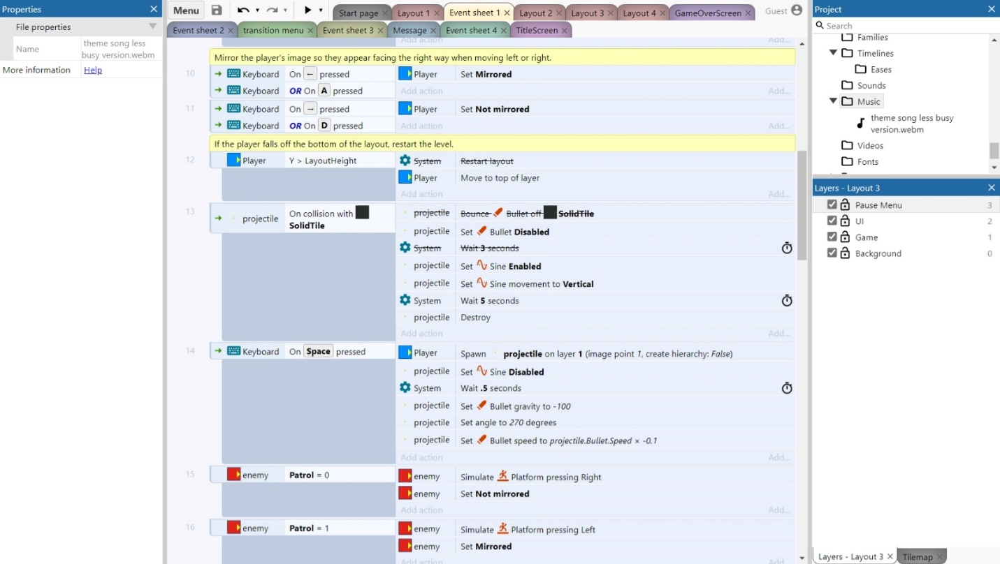 Properties
File properties
Name
theme song less
busy version.webm
More information
Help
Menu
Start page
Layout 1
Event sheet 1
Layout 2
Layout 3
Layout 4
GameOverScreen
Guest
Event sheet 2
transition menu
Event sheet 3
Message
Event sheet 4
TitleScreen
Add action Add...
Mirror the player's image so they appear facing the right way when moving left or right.
10 Keyboard On ← pressed Player Set Mirrored
Keyboard OR On A pressed Add action Add...
11 Keyboard On → pressed Player Set Not mirrored
Keyboard OR On D pressed Add action Add...
If the player falls off the bottom of the layout, restart the level.
12 Player Y > LayoutHeight System Restart layout
Player Move to top of layer
Add action Add...
13 projectile On collision with SolidTile
projectile Bounce Bullet off SolidTile
projectile Set Bullet Disabled
System Wait 3 seconds
projectile Set Sine Enabled
projectile Set Sine movement to Vertical
System Wait 5 seconds
projectile Destroy
Add action Add...
14 Keyboard On Space pressed Player Spawn projectile on layer 1 (image point 1, create hierarchy: False)
projectile Set Sine Disabled
System Wait .5 seconds
projectile Set Bullet gravity to -100
projectile Set angle to 270 degrees
projectile Set Bullet speed to projectile.Bullet.Speed × -0.1
Add action Add...
15 enemy Patrol = 0 enemy Simulate Platform pressing Right
enemy Set Not mirrored
Add action Add...
16 enemy Patrol = 1 enemy Simulate Platform pressing Left
enemy Set Mirrored
Add action Add...
Project
Search
Families
Timelines
Eases
Sounds
Music
theme song less busy
version.webm
Videos
Fonts
Layers - Layout 3
Pause Menu 3
UI 2
Game 1
Background 0
Layers - Layout 3
Tilemap